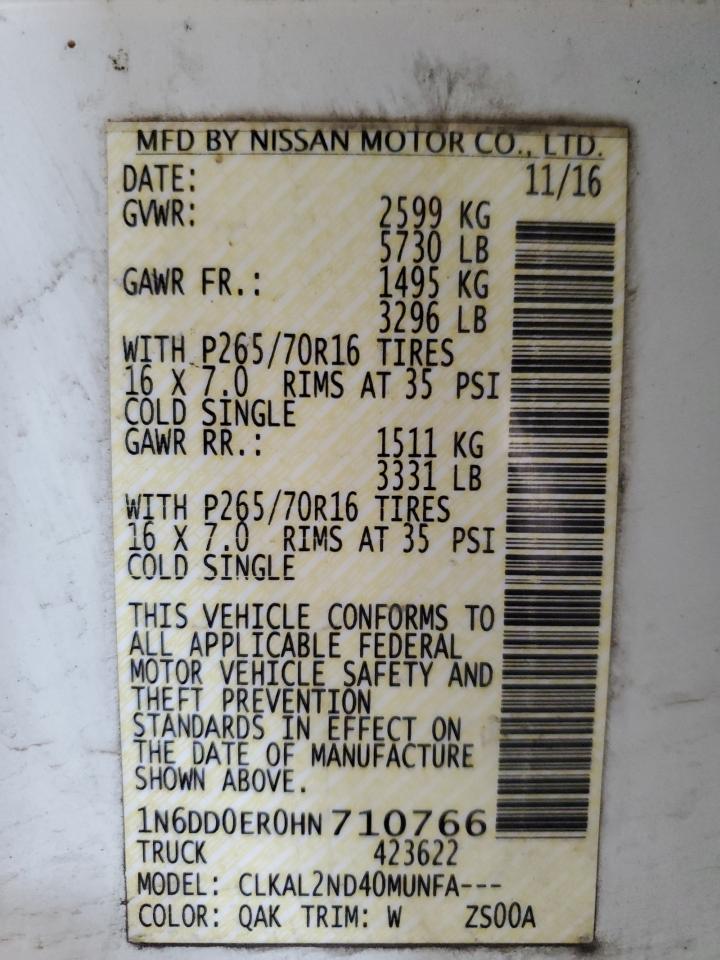 MFD BY NISSAN MOTOR CO., LTD.
DATE: 11/16
GVWR: 2599 KG
5730 LB
GAWR FR.: 1495 KG
3296 LB
WITH P265/70R16 TIRES
16 X 7.0 RIMS AT 35 PSI
COLD SINGLE
GAWR RR.: 1511 KG
3331 LB
WITH P265/70R16 TIRES
16 X 7.0 RIMS AT 35 PSI
COLD SINGLE
THIS VEHICLE CONFORMS TO
ALL APPLICABLE FEDERAL
MOTOR VEHICLE SAFETY AND
THEFT PREVENTION
STANDARDS IN EFFECT ON
THE DATE OF MANUFACTURE
SHOWN ABOVE.
1N6DD0ER0HN 710766
TRUCK 423622
MODEL: CLKAL2ND40MUNFA---
COLOR: QAK TRIM: W ZS00A